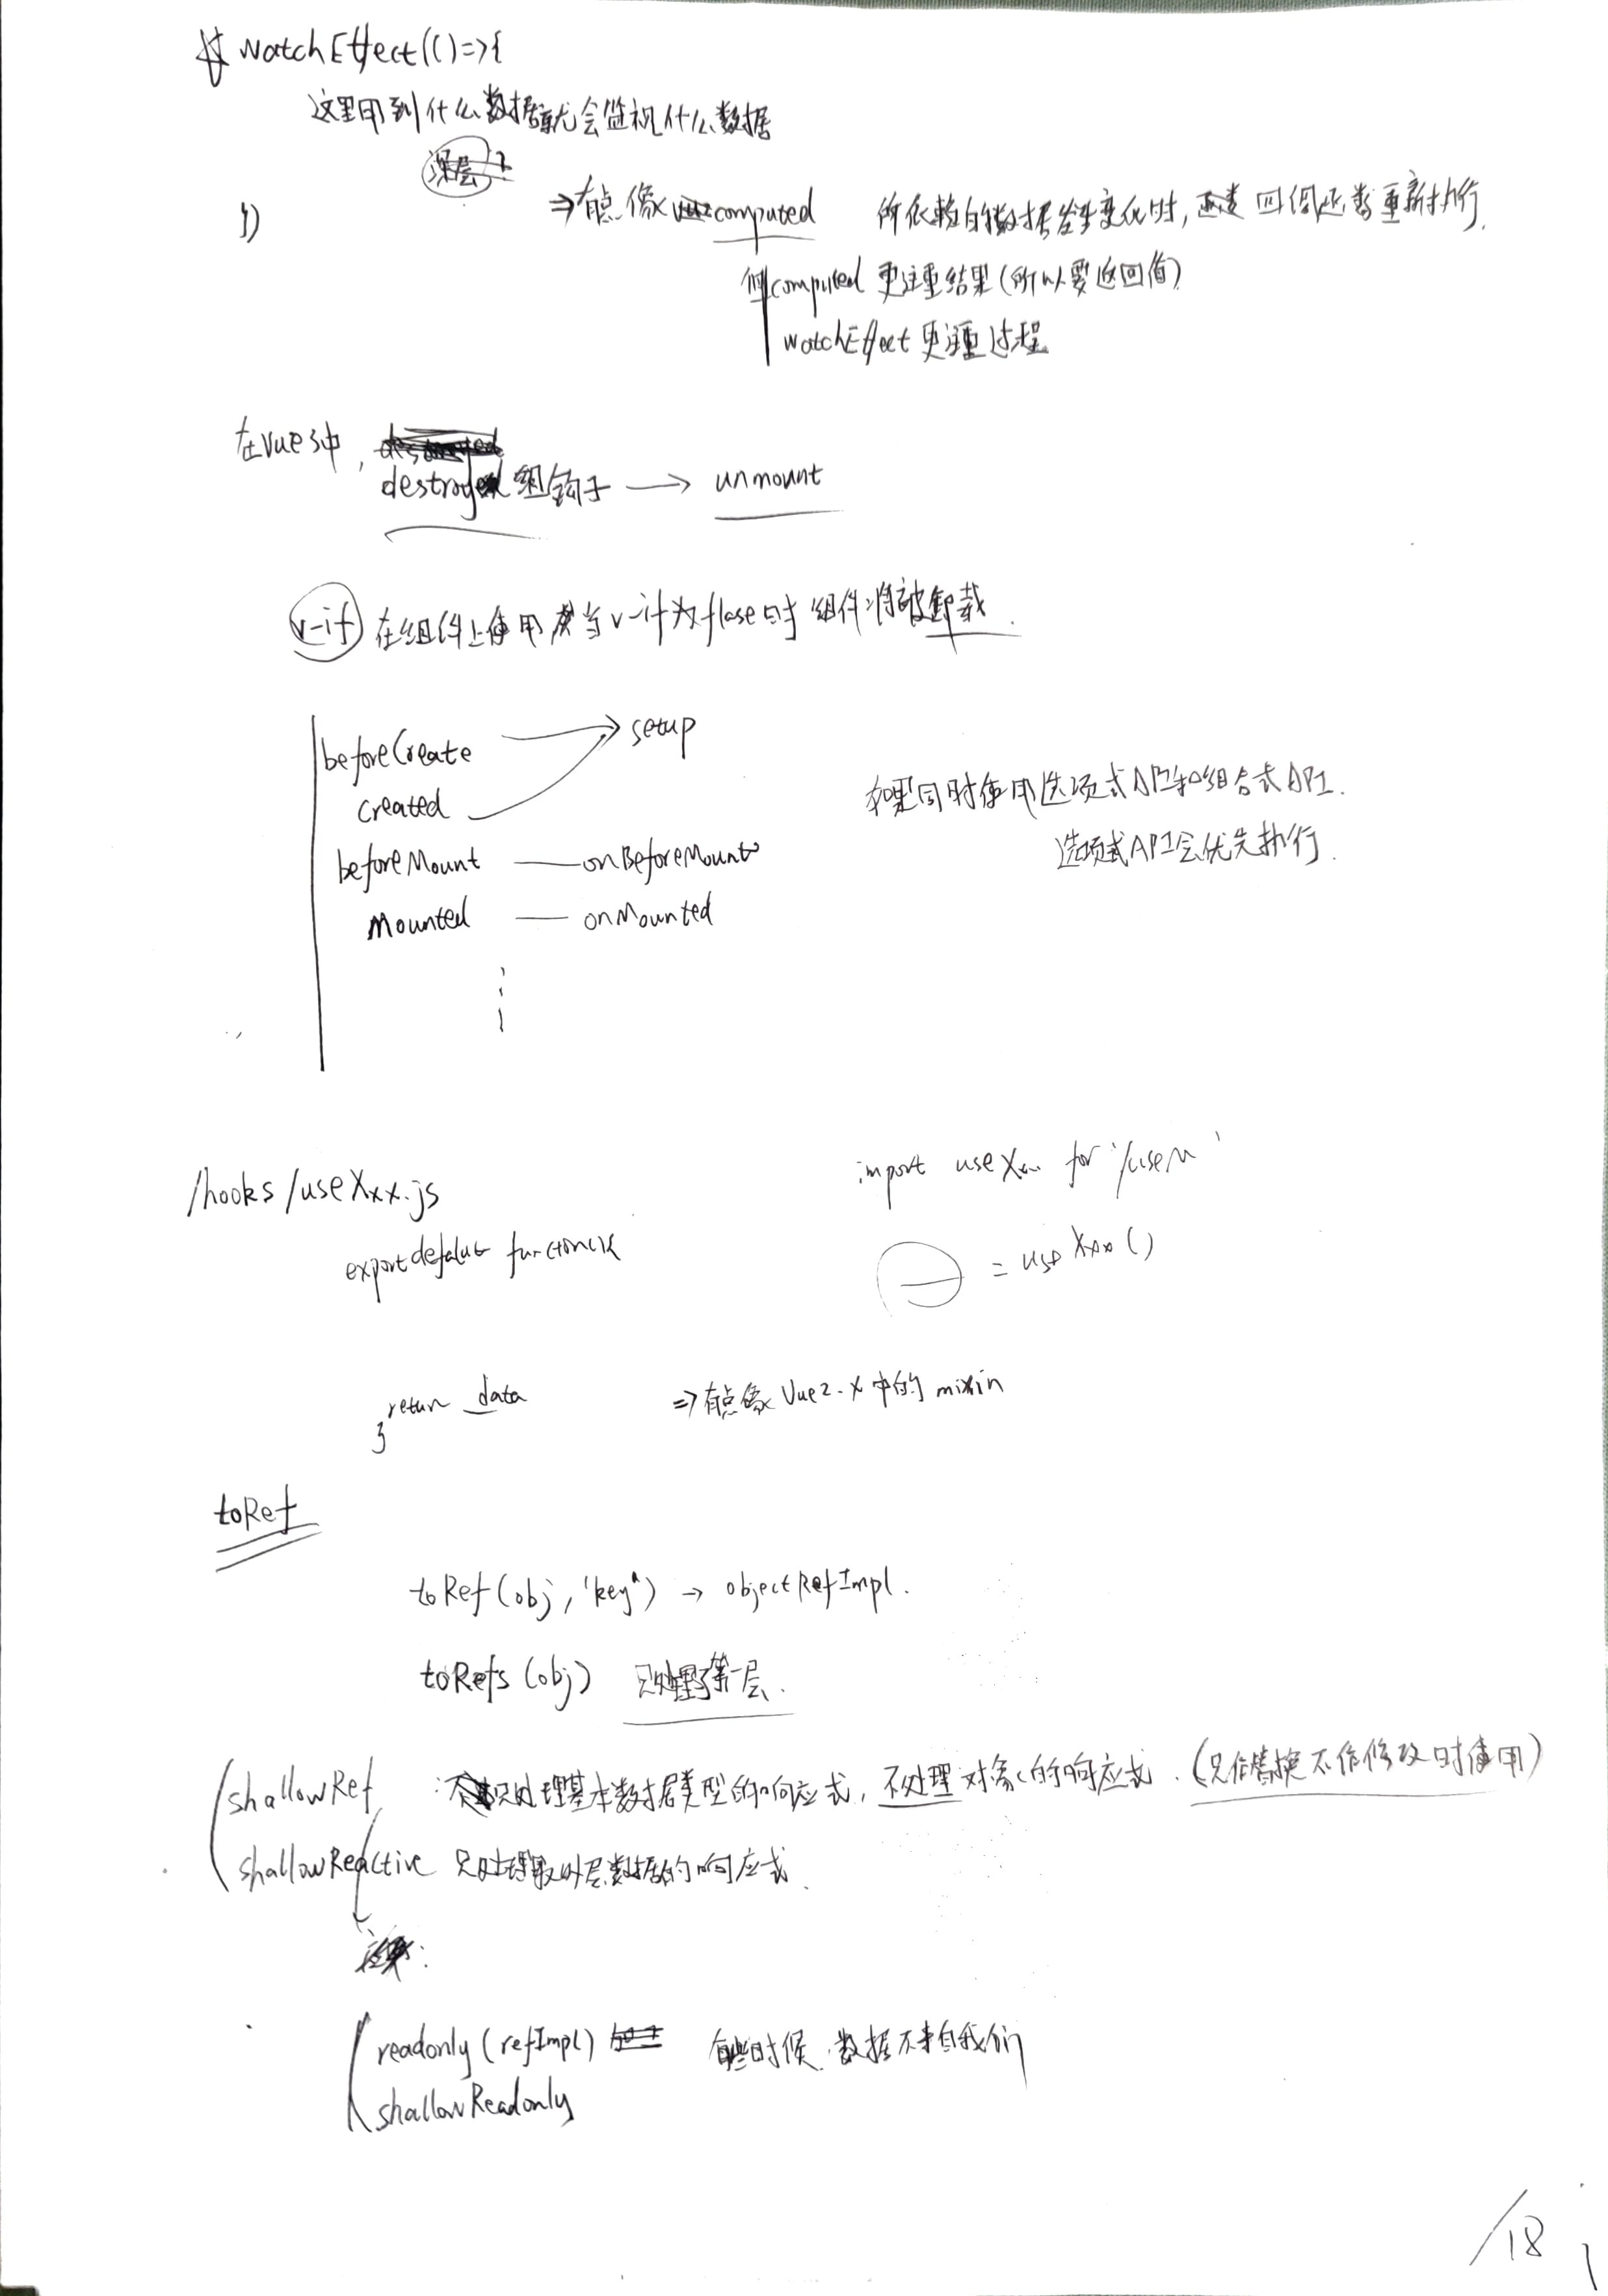 watchEffect(()=>{
这里用到什么数据就会监视什么数据
深层
})
⇒有点像computed 所依赖的数据发生变化时, 回调函数重新执行.
但computed 更注重结果(所以要返回值)
watchEffect 更注重过程
在vue3中,
destroy 组钩子 → unmount
v-if 在组件上使用 当v-if为flase时 组件将被卸载.
beforeCreate → setup
created
beforeMount — onBeforeMount
Mounted — onMounted
如果同时使用选项式API和组合式API.
选项式API会优先执行.
/hooks/useXxx.js
export defalut function(){
return data
}
import useXxx for
= useXxx()
⇒有点像Vue2.x中的mixin
toRef
toRef(obj,"key") → objectRefImpl.
toRefs(obj) 只处理了第一层.
shallowRef :只处理基本数据类型的响应式, 不处理对象的响应式.(只作替换不作修改时使用)
shallowReactive 只处理最外层数据的响应式.
readonly(refImpl) 有些时候.数据不来自我们
shallowReadonly
/18